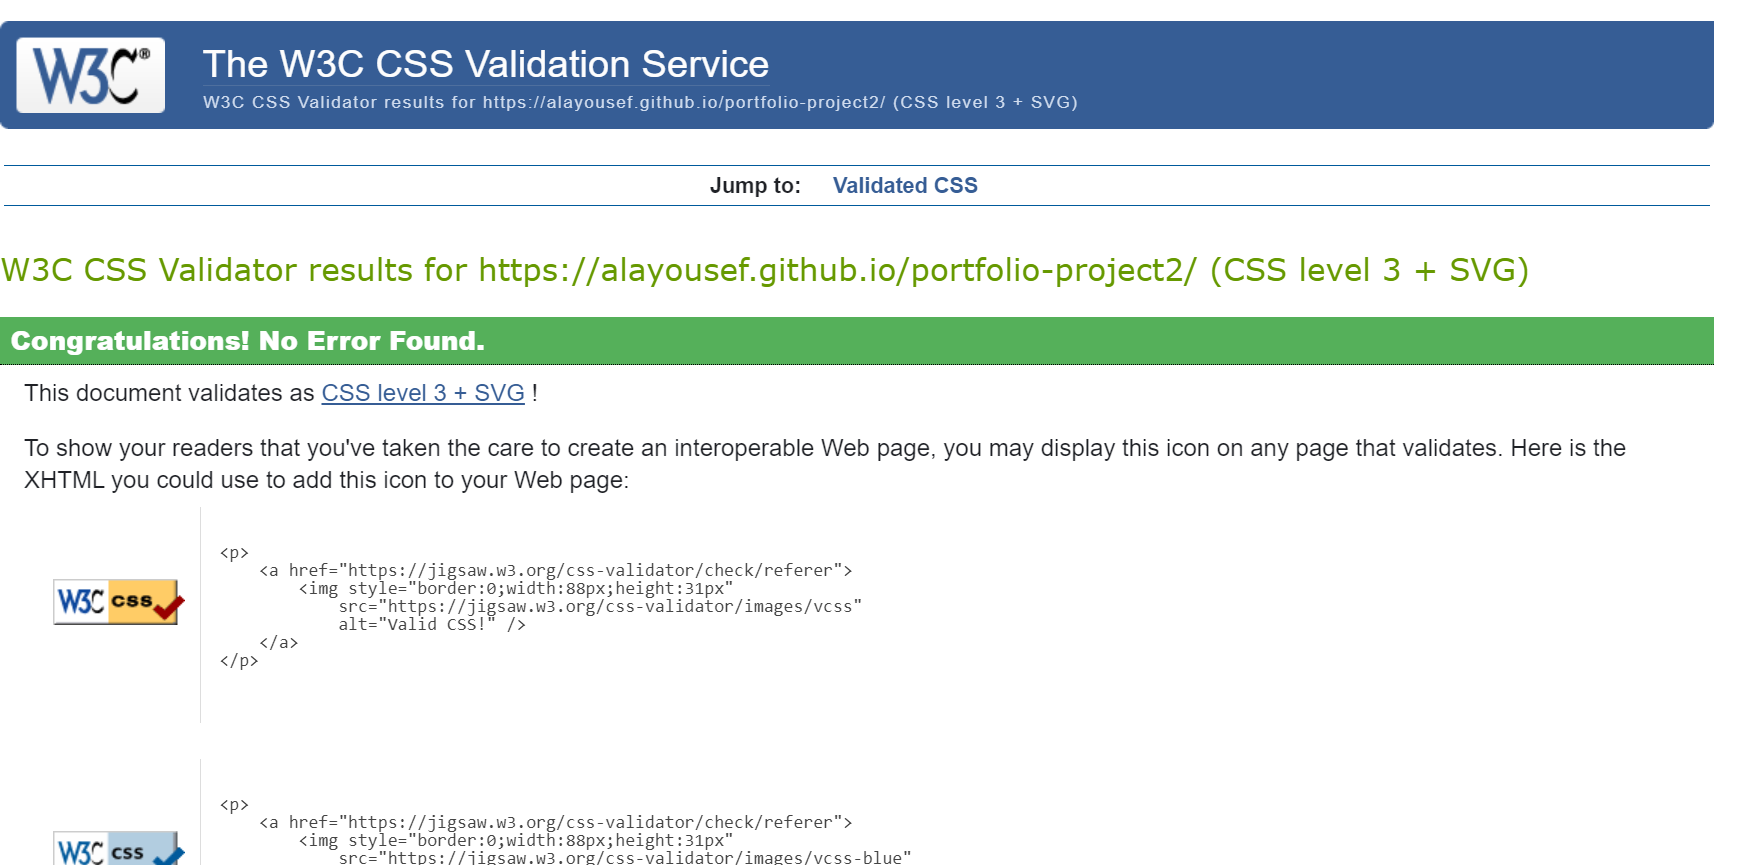 W3C®
The W3C CSS Validation Service
W3C CSS Validator results for https://alayousef.github.io/portfolio-project2/ (CSS level 3 + SVG)
Jump to: Validated CSS
W3C CSS Validator results for https://alayousef.github.io/portfolio-project2/ (CSS level 3 + SVG)
Congratulations! No Error Found.
This document validates as CSS level 3 + SVG !
To show your readers that you've taken the care to create an interoperable Web page, you may display this icon on any page that validates. Here is the
XHTML you could use to add this icon to your Web page:
W3C css
<p>
    <a href="https://jigsaw.w3.org/css-validator/check/referer">
        <img style="border:0;width:88px;height:31px"
            src="https://jigsaw.w3.org/css-validator/images/vcss"
            alt="Valid CSS!" />
    </a>
</p>
W3C css
<p>
    <a href="https://jigsaw.w3.org/css-validator/check/referer">
        <img style="border:0;width:88px;height:31px"
            src="https://jigsaw.w3.org/css-validator/images/vcss-blue"